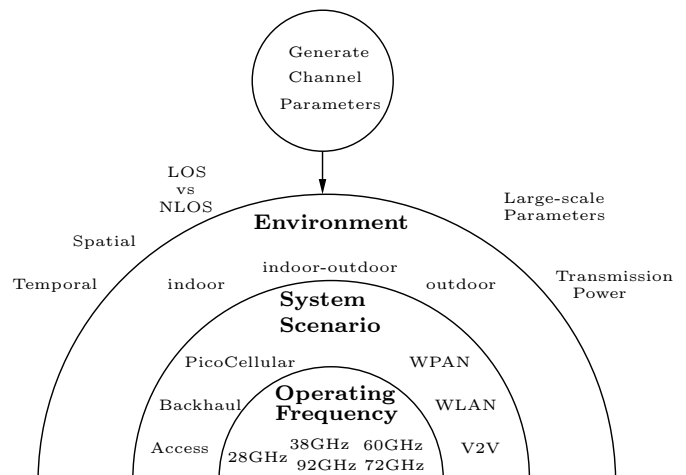 Generate
Channel
Parameters
LOS
vs
NLOS
Large-scale
Parameters
Environment
Spatial
Temporal
indoor
indoor-outdoor
outdoor
Transmission
Power
System
Scenario
PicoCellular
WPAN
Operating
Frequency
Backhaul
WLAN
Access
V2V
28GHz
38GHz 60GHz
92GHz 72GHz